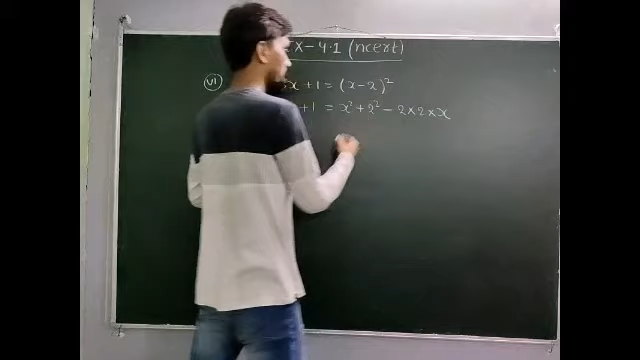 X – 4.1 (ncert)
VI x + 1 = (x – 2)²
+ 1 = x² + 2² – 2 × 2 × x